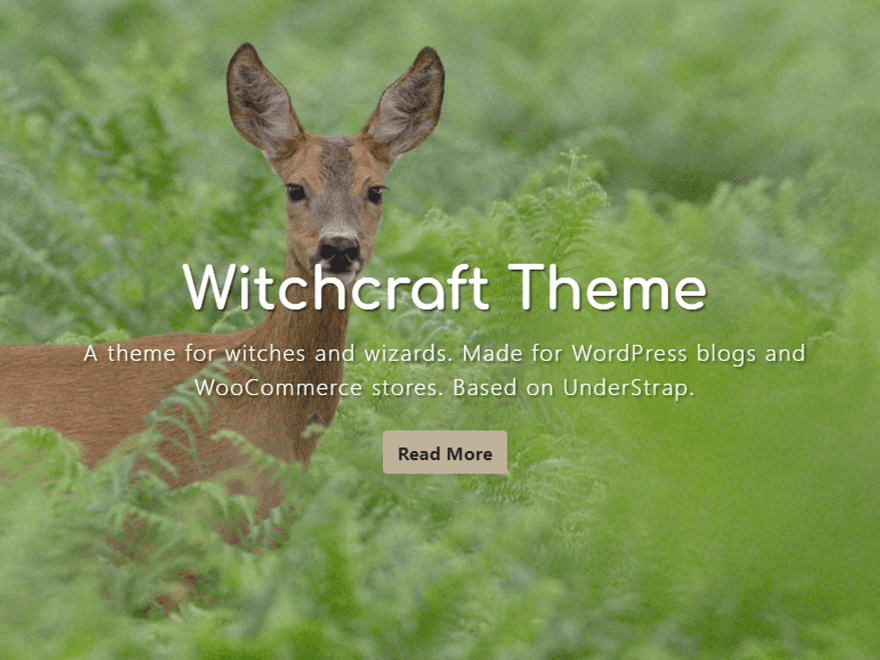 Witchcraft Theme
A theme for witches and wizards. Made for WordPress blogs and
WooCommerce stores. Based on UnderStrap.
Read More